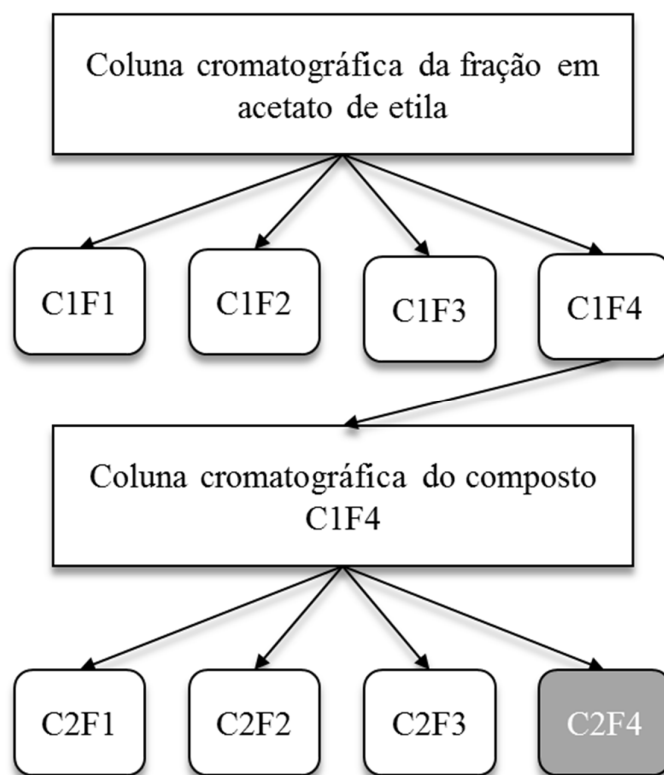 Coluna cromatográfica da fração em
acetato de etila
C1F1
C1F2
C1F3
C1F4
Coluna cromatográfica do composto
C1F4
C2F1
C2F2
C2F3
C2F4